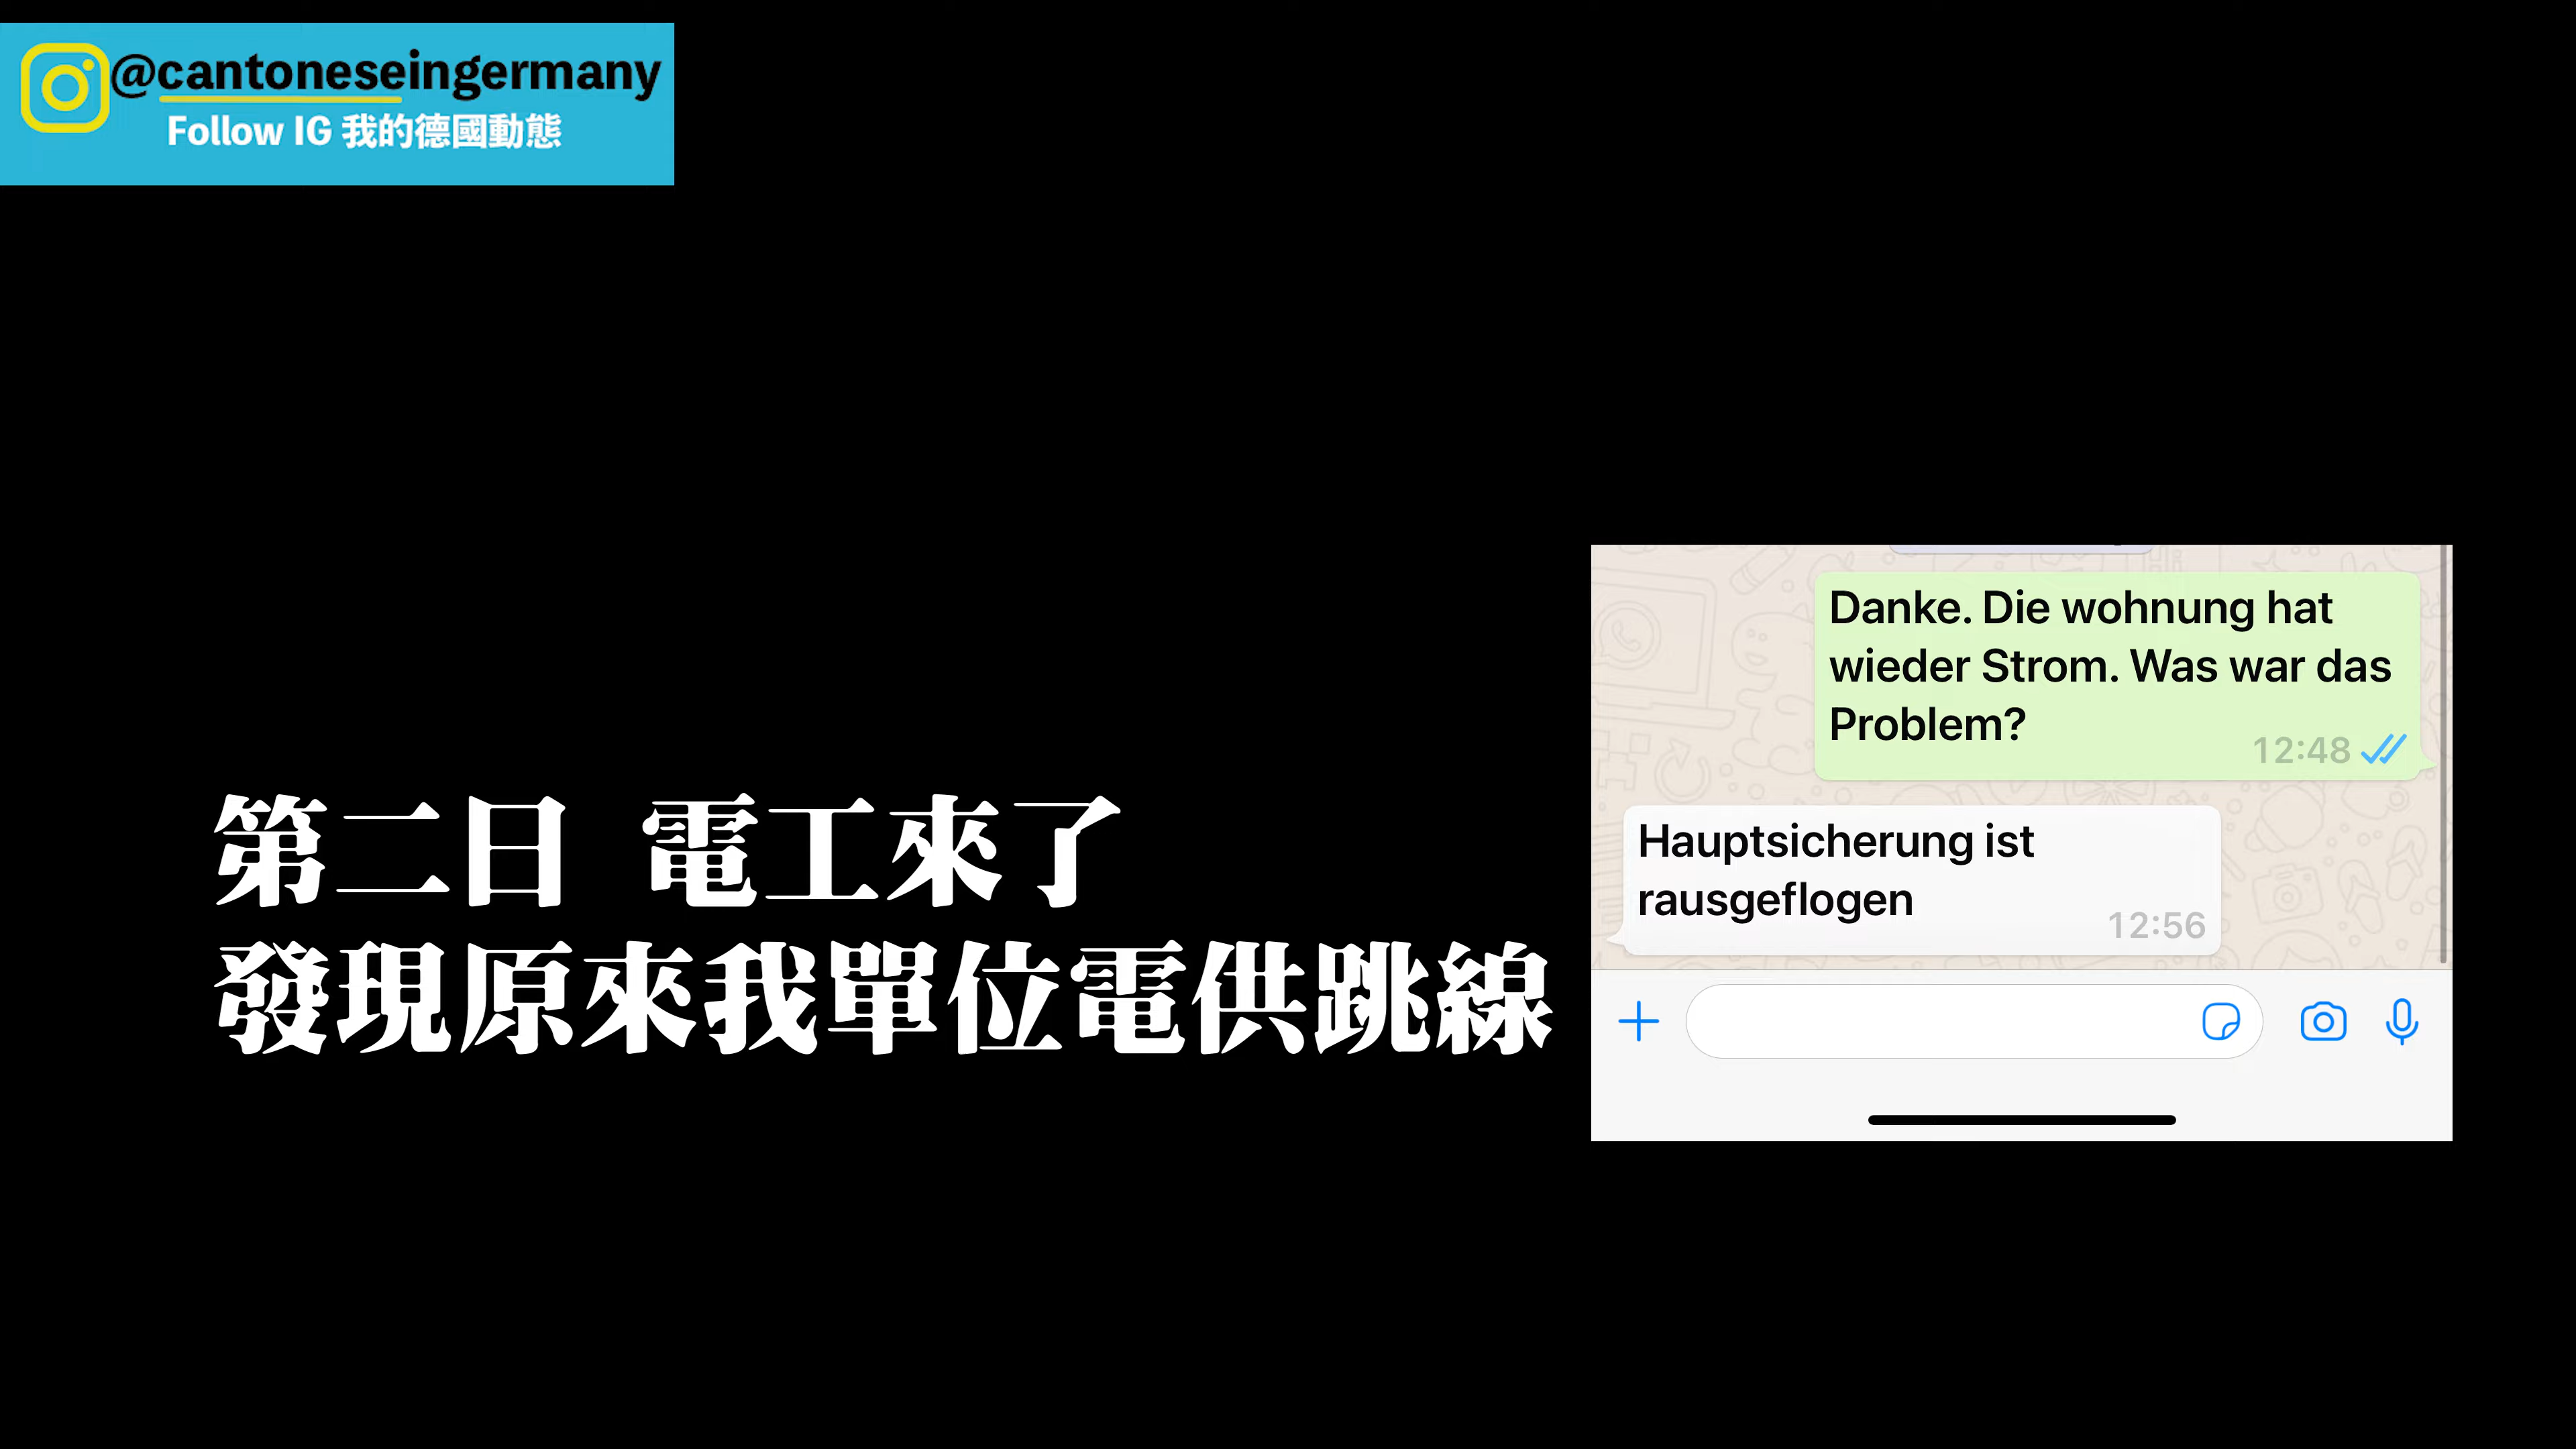 @cantoneseingermany
Follow IG 我的德國動態
Danke. Die wohnung hat
wieder Strom. Was war das
Problem?
12:48
Hauptsicherung ist
rausgeflogen
12:56
第二日 電工來了
發現原來我單位電供跳線